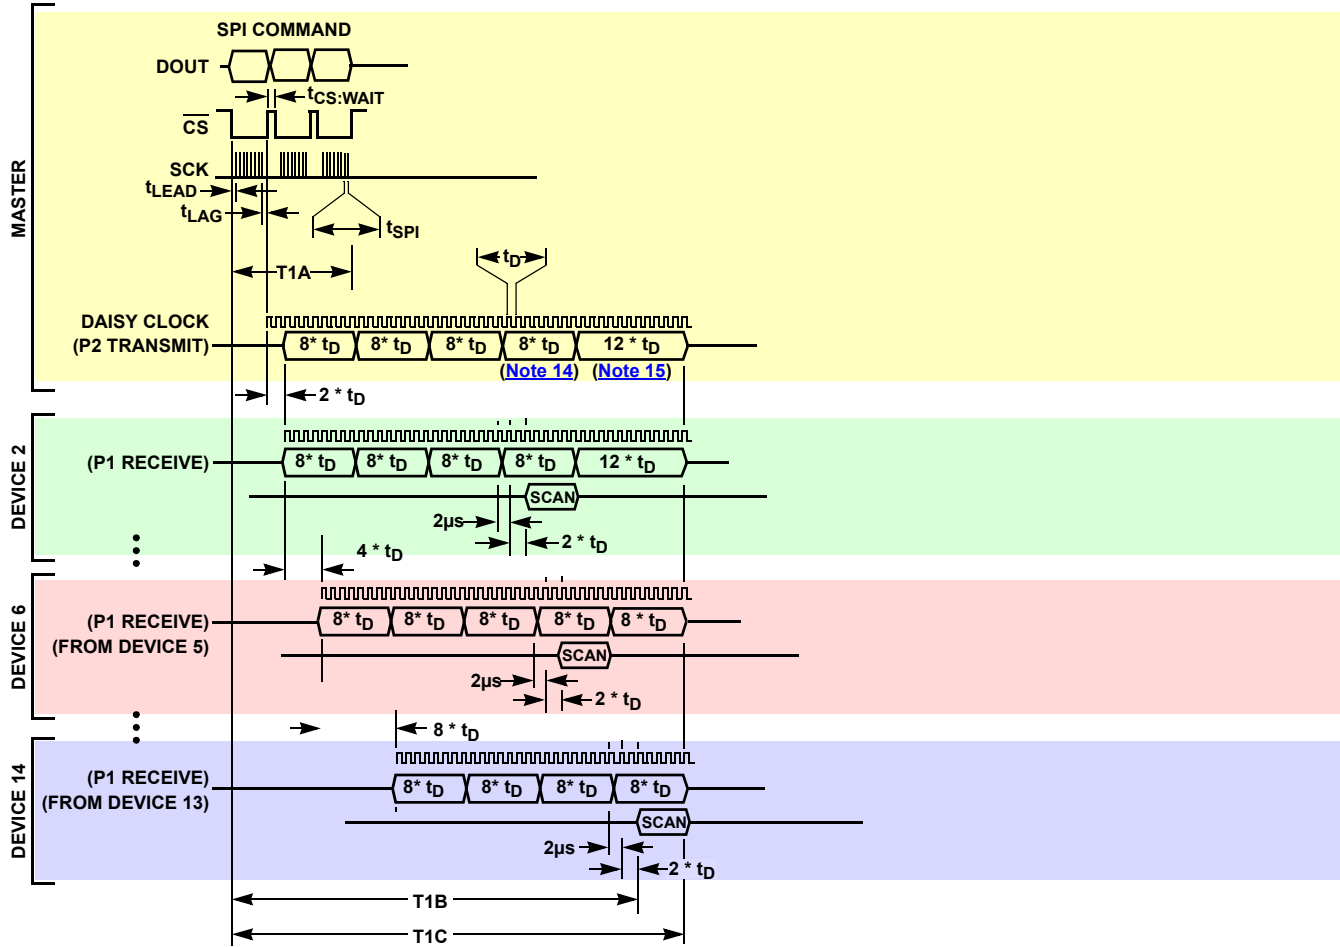 MASTER
SPI COMMAND
DOUT
tCS:WAIT
CS
SCK
tLEAD
tLAG
tSPI
T1A
tD
DAISY CLOCK
(P2 TRANSMIT)
8* tD 8* tD 8* tD 8* tD 12 * tD
(Note 14) (Note 15)
2 * tD
DEVICE 2
(P1 RECEIVE)
8* tD 8* tD 8* tD 8* tD 12 * tD
SCAN
2µs
2 * tD
4 * tD
DEVICE 6
(P1 RECEIVE)
(FROM DEVICE 5)
8* tD 8* tD 8* tD 8* tD 8 * tD
SCAN
2µs
2 * tD
8 * tD
DEVICE 14
(P1 RECEIVE)
(FROM DEVICE 13)
8* tD 8* tD 8* tD 8* tD
SCAN
2µs
2 * tD
T1B
T1C